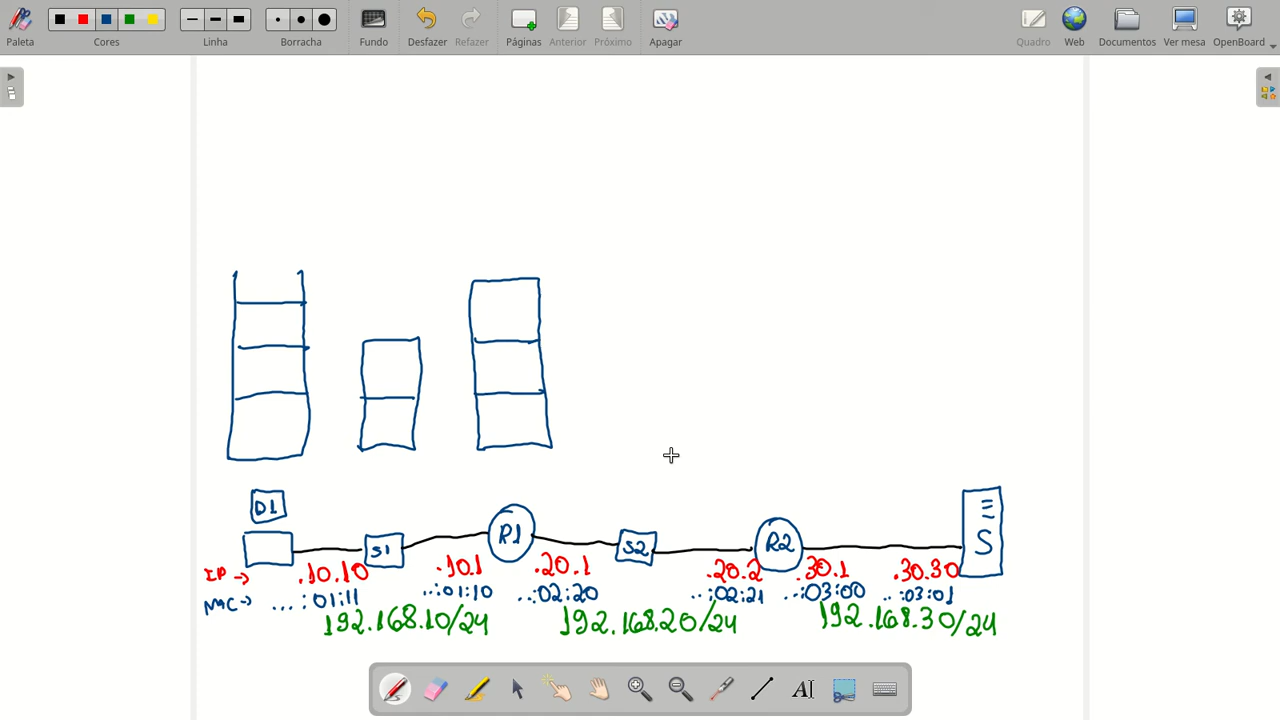 Paleta Cores Linha Borracha Fundo Desfazer Refazer Páginas Anterior Próximo Apagar Quadro Web Documentos Ver mesa OpenBoard
D1
S1 R1 S2 R2 S
IP → .10.10 .10.1 .20.1 .20.2 .30.1 .30.30
MAC → ...:01:11 ...:01:10 ...:02:20 ...:02:21 ...:03:00 ...:03:01
192.168.10/24 192.168.20/24 192.168.30/24
AI